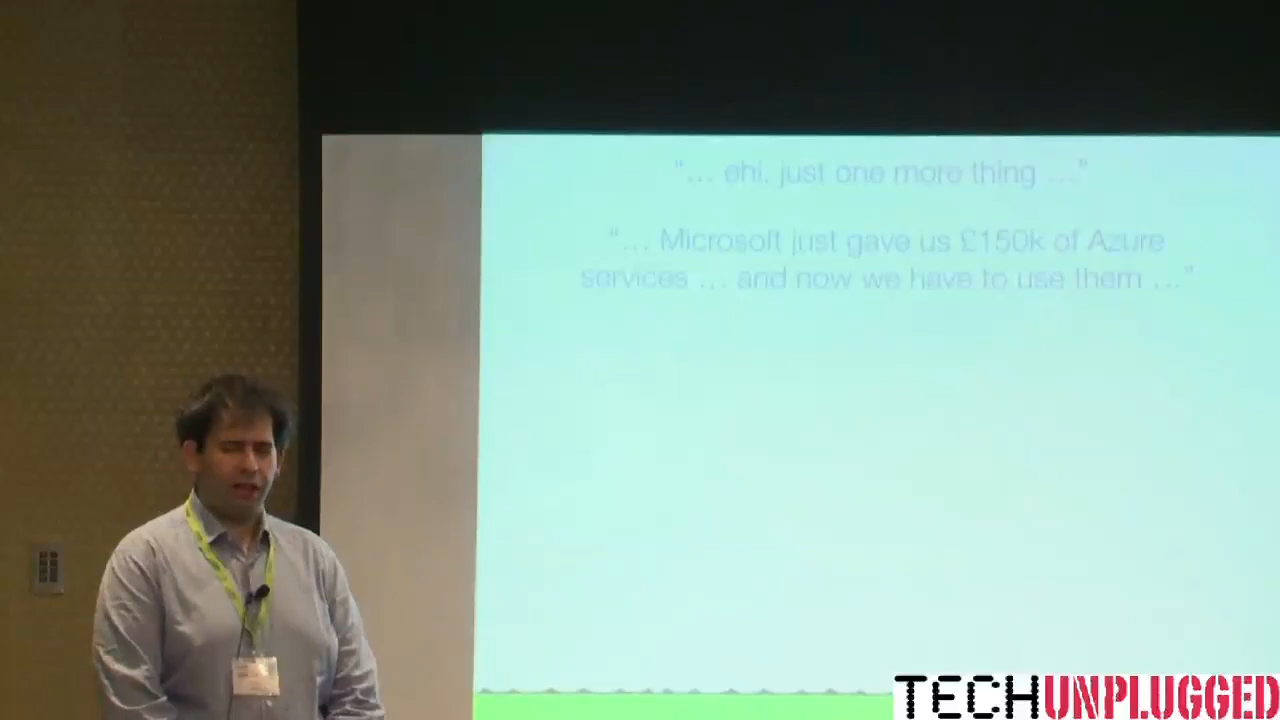 "... ehi, just one more thing ..."
"... Microsoft just gave us £150k of Azure
services ... and now we have to use them ..."
TECHUNPLUGGED